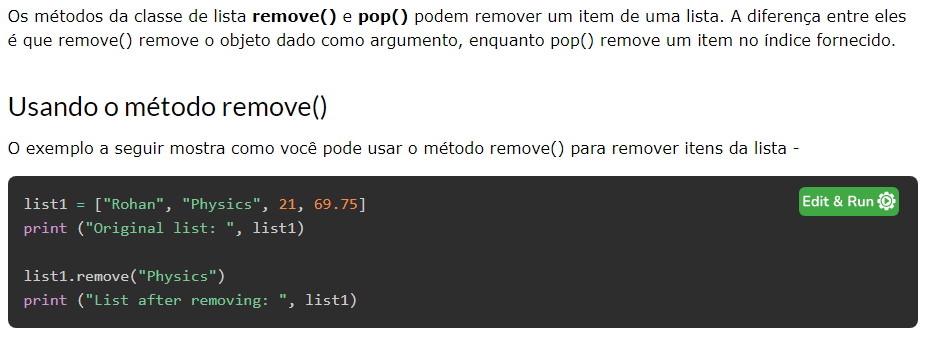 Os métodos da classe de lista remove() e pop() podem remover um item de uma lista. A diferença entre eles
é que remove() remove o objeto dado como argumento, enquanto pop() remove um item no índice fornecido.
Usando o método remove()
O exemplo a seguir mostra como você pode usar o método remove() para remover itens da lista -
Edit & Run
list1 = ["Rohan", "Physics", 21, 69.75]
print ("Original list: ", list1)
list1.remove("Physics")
print ("List after removing: ", list1)